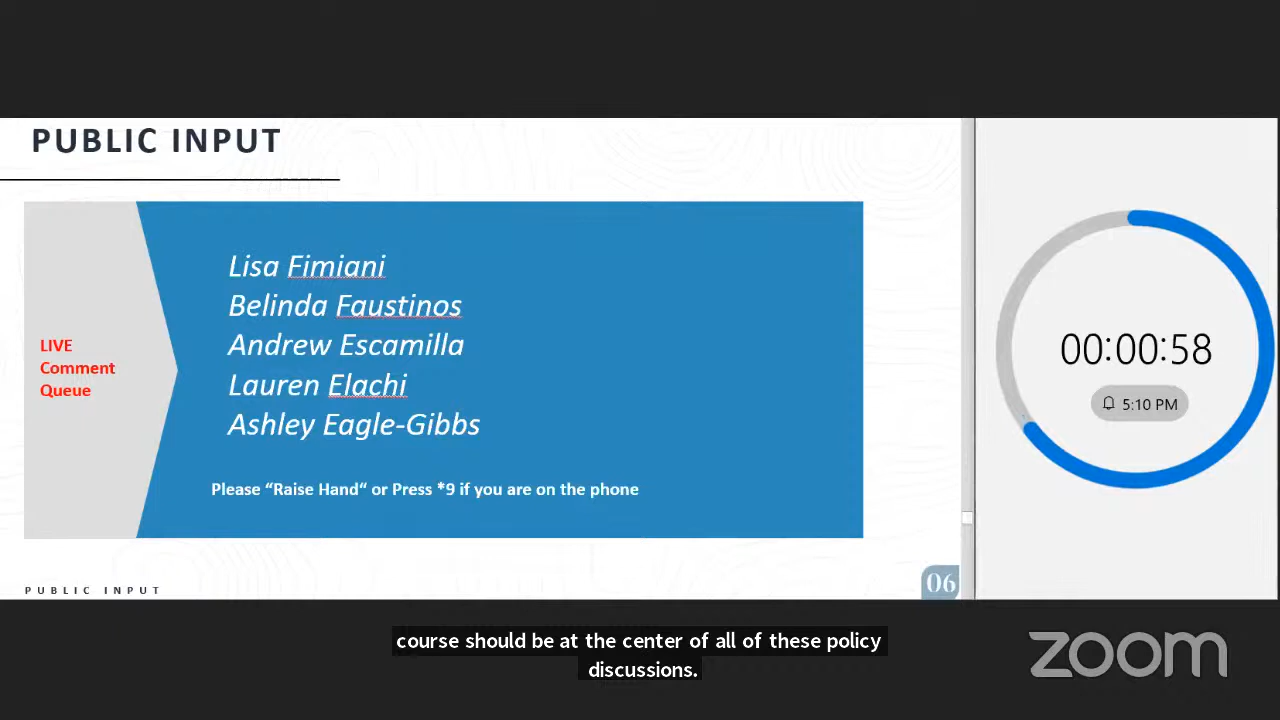 PUBLIC INPUT
Lisa Fimiani
Belinda Faustinos
Andrew Escamilla
Lauren Elachi
Ashley Eagle-Gibbs
LIVE
Comment
Queue
Please “Raise Hand“ or Press *9 if you are on the phone
PUBLIC INPUT
06
00:00:58
5:10 PM
course should be at the center of all of these policy
discussions.
zoom